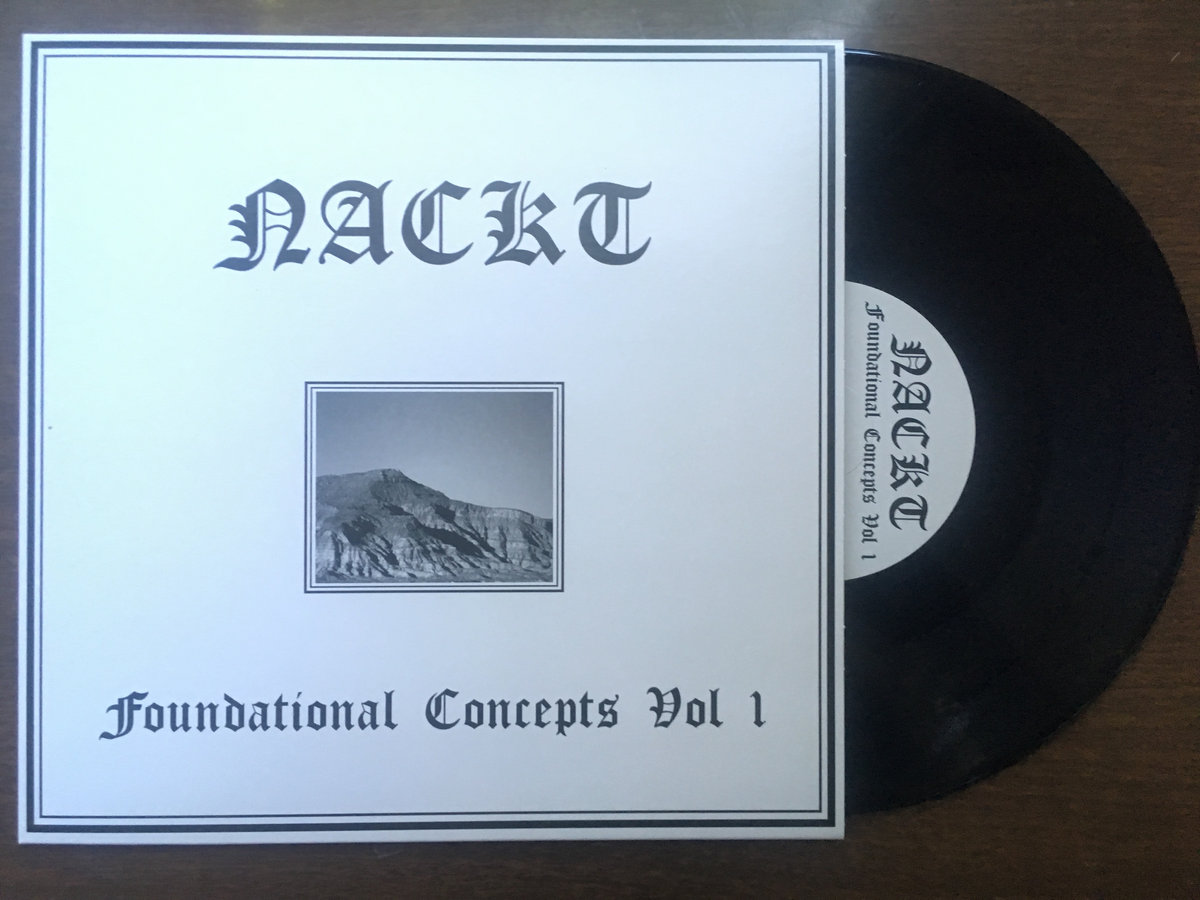 NACKT
Foundational Concepts Vol 1
NACKT
Foundational Concepts Vol 1